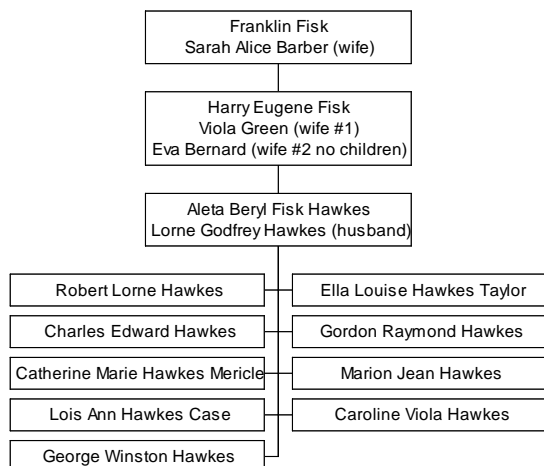 Franklin Fisk
Sarah Alice Barber (wife)
Harry Eugene Fisk
Viola Green (wife #1)
Eva Bernard (wife #2 no children)
Aleta Beryl Fisk Hawkes
Lorne Godfrey Hawkes (husband)
Robert Lorne Hawkes
Ella Louise Hawkes Taylor
Charles Edward Hawkes
Gordon Raymond Hawkes
Catherine Marie Hawkes Mericle
Marion Jean Hawkes
Lois Ann Hawkes Case
Caroline Viola Hawkes
George Winston Hawkes